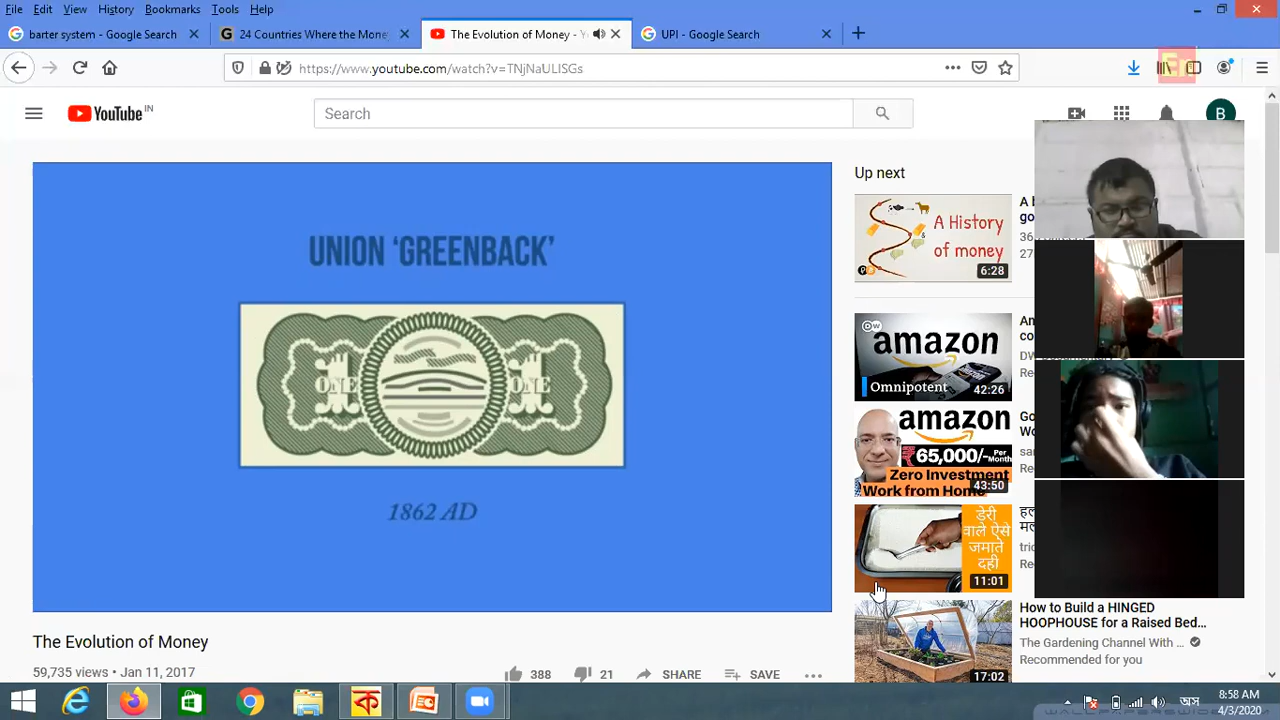 File Edit View History Bookmarks Tools Help
barter system - Google Search
24 Countries Where the Mone
The Evolution of Money - Y
UPI - Google Search
https://www.youtube.com/watch?v=TNjNaULISGs
YouTube IN
Search
B
UNION ‘GREENBACK’
ONE ONE
1862 AD
The Evolution of Money
59,735 views • Jan 11, 2017
388 21 SHARE SAVE
Up next
A History
of money
6:28
DW
amazon
Omnipotent
42:26
amazon
₹65,000/- Per Month
Zero Investment
Work from Home
43:50
डेरी
वाले ऐसे
जमाते
दही
11:01
17:02
How to Build a HINGED
HOOPHOUSE for a Raised Bed...
The Gardening Channel With ...
Recommended for you
8:58 AM
4/3/2020